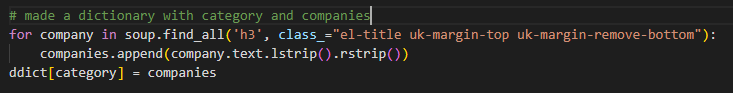 # made a dictionary with category and companies
for company in soup.find_all('h3', class_="el-title uk-margin-top uk-margin-remove-bottom"):
    companies.append(company.text.lstrip().rstrip())
ddict[category] = companies